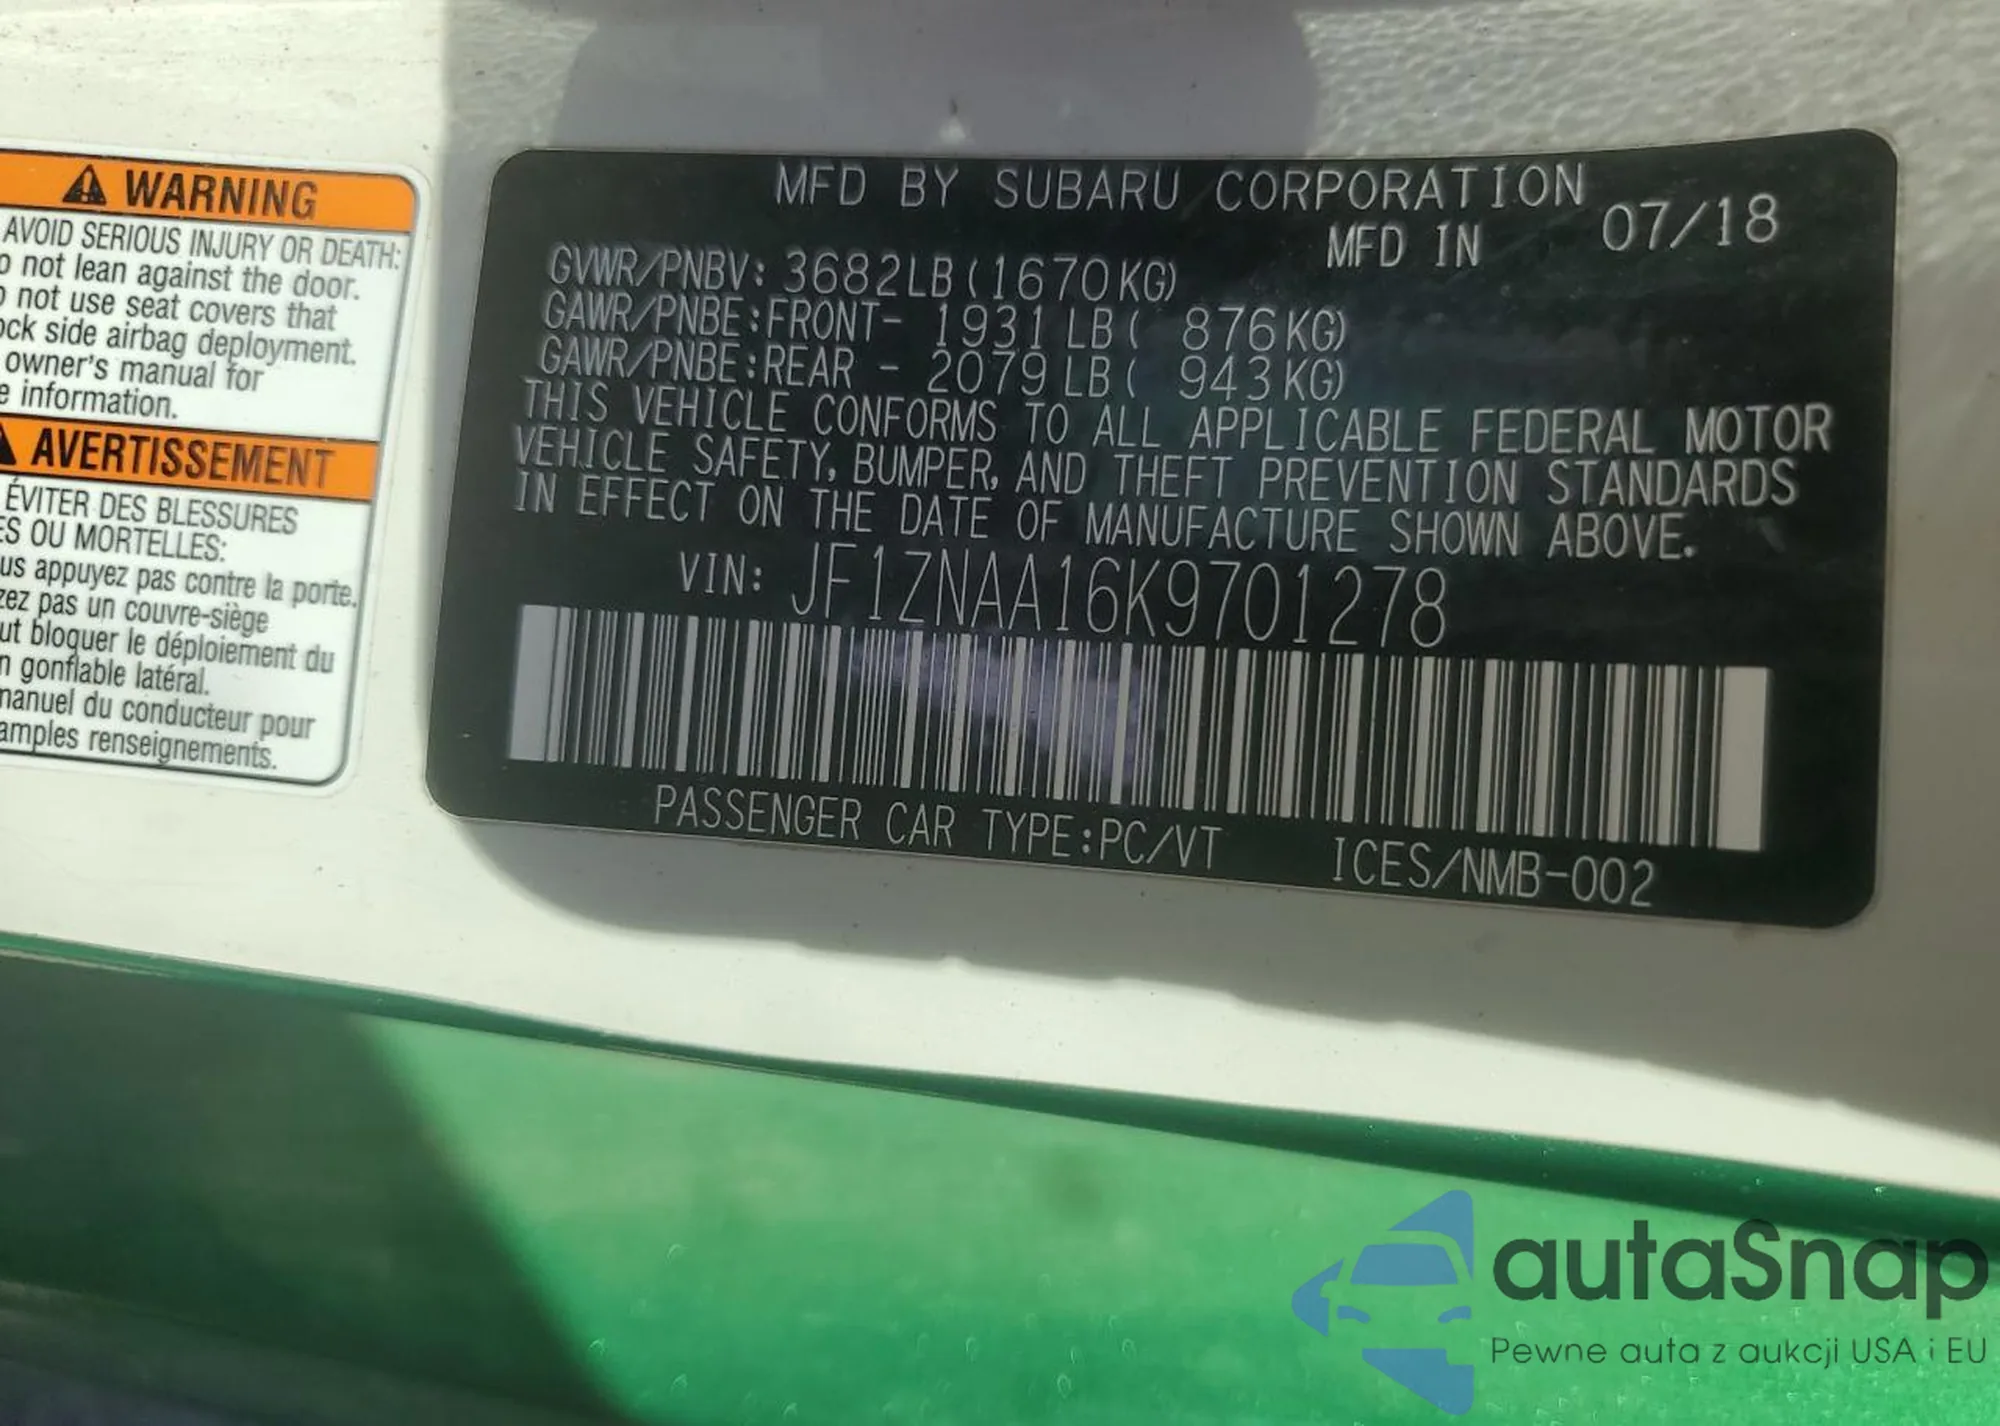 WARNING
AVOID SERIOUS INJURY OR DEATH:
not lean against the door.
not use seat covers that
side airbag deployment.
owner's manual for
information.
AVERTISSEMENT
ÉVITER DES BLESSURES
OU MORTELLES:
appuyez pas contre la porte.
pas un couvre-siège
bloquer le déploiement du
gonflable latéral.
manuel du conducteur pour
amples renseignements.
MFD BY SUBARU CORPORATION
MFD IN 07/18
GVWR/PNBV: 3682LB(1670KG)
GAWR/PNBE:FRONT- 1931LB( 876KG)
GAWR/PNBE:REAR - 2079LB( 943KG)
THIS VEHICLE CONFORMS TO ALL APPLICABLE FEDERAL MOTOR
VEHICLE SAFETY, BUMPER, AND THEFT PREVENTION STANDARDS
IN EFFECT ON THE DATE OF MANUFACTURE SHOWN ABOVE.
VIN: JF1ZNAA16K9701278
PASSENGER CAR TYPE:PC/VT ICES/NMB-002
autaSnap
Pewne auta z aukcji USA i EU